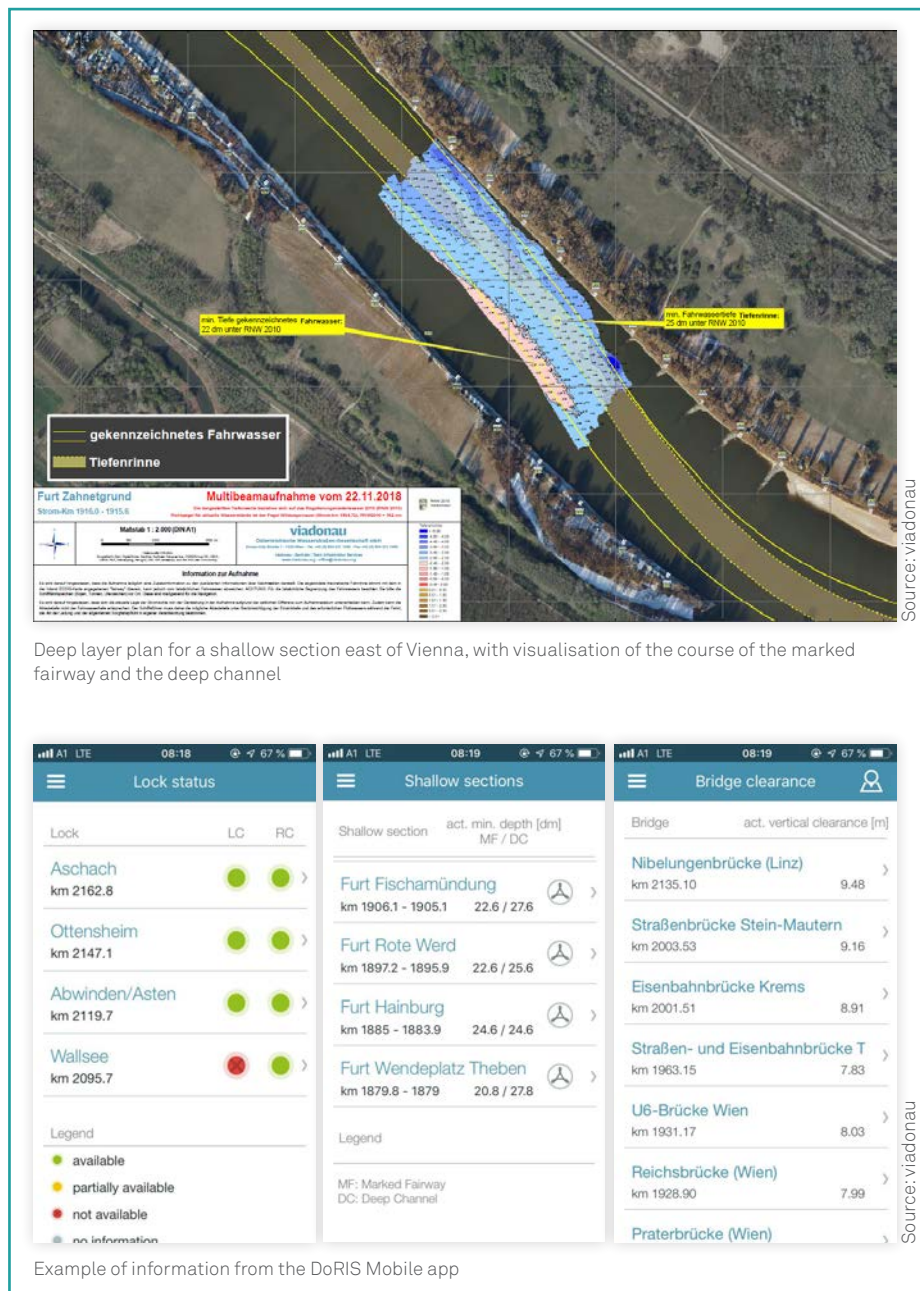 min. Tiefe gekennzeichnetes Fahrwasser:
22 dm unter RNW 2010
min. Fahrwassertiefe Tiefenrinne:
25 dm unter RNW 2010
gekennzeichnetes Fahrwasser
Tiefenrinne
Furt Zahnetgrund
Strom-Km 1916.0 - 1915.6
Multibeamaufnahme vom 22.11.2018
Maßstab 1 : 2.000 (DIN A1)
viadonau
Information zur Aufnahme
Source: viadonau
Deep layer plan for a shallow section east of Vienna, with visualisation of the course of the marked
fairway and the deep channel
A1 LTE 08:18 67 %
Lock status
Lock LC RC
Aschach
km 2162.8
Ottensheim
km 2147.1
Abwinden/Asten
km 2119.7
Wallsee
km 2095.7
Legend
available
partially available
not available
no information
A1 LTE 08:19 67 %
Shallow sections
Shallow section act. min. depth [dm]
MF / DC
Furt Fischamündung
km 1906.1 - 1905.1 22.6 / 27.6
Furt Rote Werd
km 1897.2 - 1895.9 22.6 / 25.6
Furt Hainburg
km 1885 - 1883.9 24.6 / 24.6
Furt Wendeplatz Theben
km 1879.8 - 1879 20.8 / 27.8
Legend
MF: Marked Fairway
DC: Deep Channel
A1 LTE 08:19 67 %
Bridge clearance
Bridge act. vertical clearance [m]
Nibelungenbrücke (Linz)
km 2135.10 9.48
Straßenbrücke Stein-Mautern
km 2003.53 9.16
Eisenbahnbrücke Krems
km 2001.51 8.91
Straßen- und Eisenbahnbrücke T
km 1963.15 7.83
U6-Brücke Wien
km 1931.17 8.03
Reichsbrücke (Wien)
km 1928.90 7.99
Praterbrücke (Wien)
Source: viadonau
Example of information from the DoRIS Mobile app